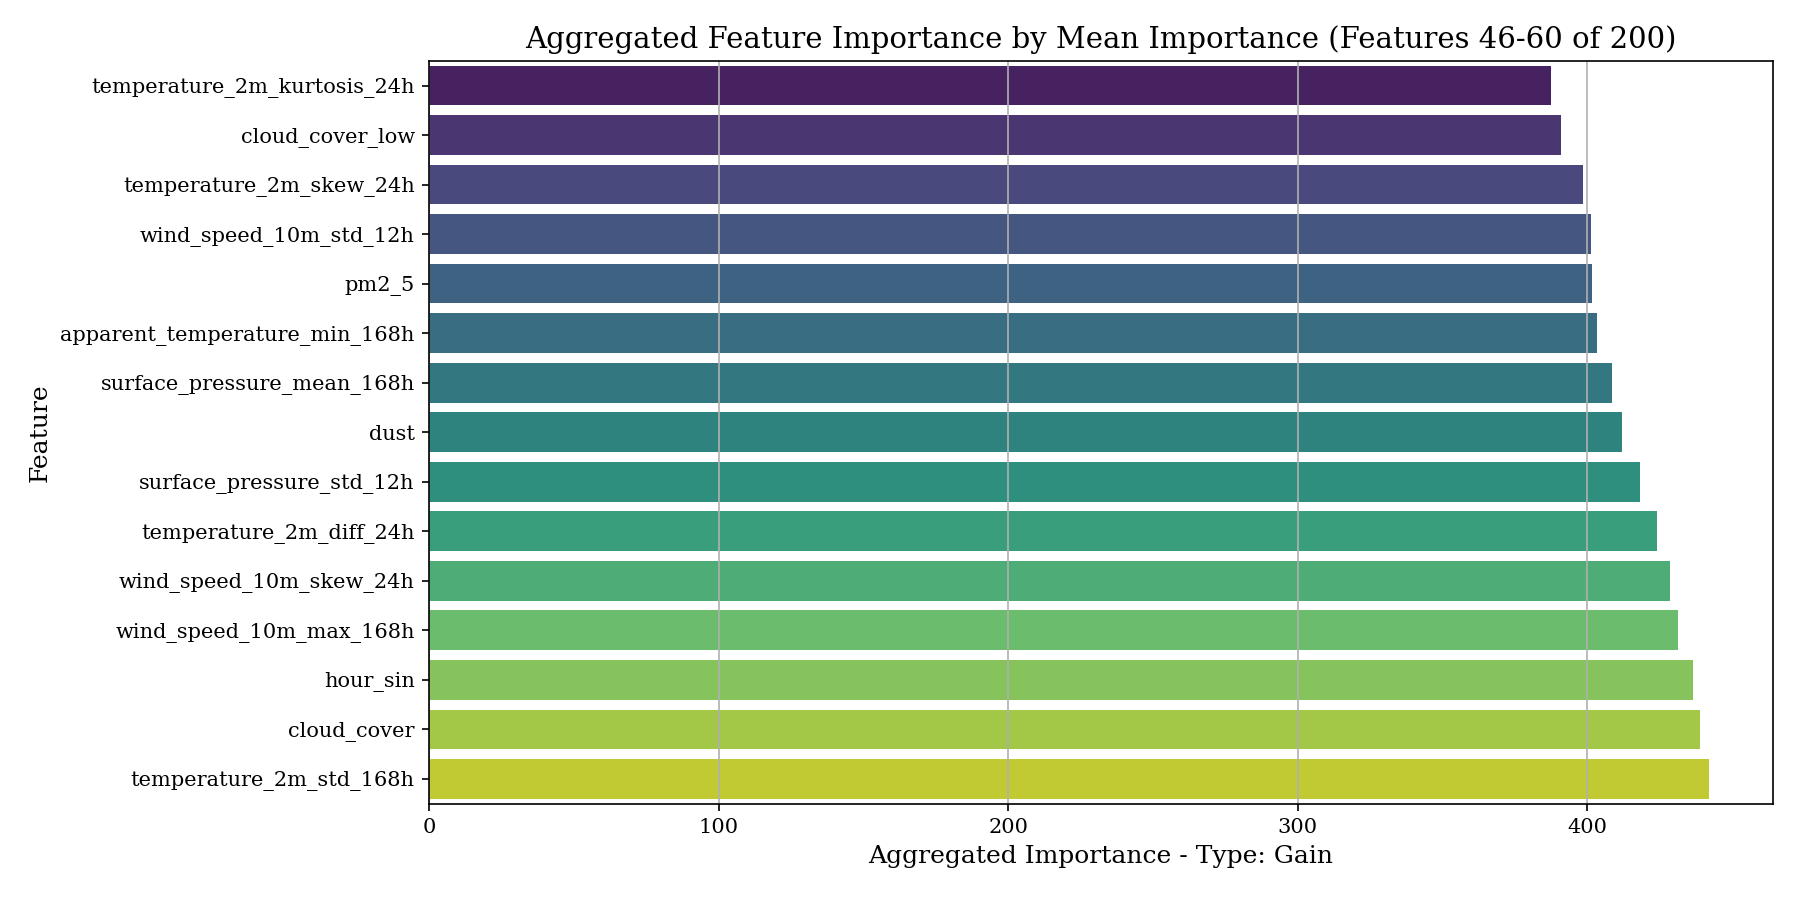 Aggregated Feature Importance by Mean Importance (Features 46-60 of 200)
temperature_2m_kurtosis_24h
cloud_cover_low
temperature_2m_skew_24h
wind_speed_10m_std_12h
pm2_5
apparent_temperature_min_168h
surface_pressure_mean_168h
dust
surface_pressure_std_12h
temperature_2m_diff_24h
wind_speed_10m_skew_24h
wind_speed_10m_max_168h
hour_sin
cloud_cover
temperature_2m_std_168h
Feature
0 100 200 300 400
Aggregated Importance - Type: Gain